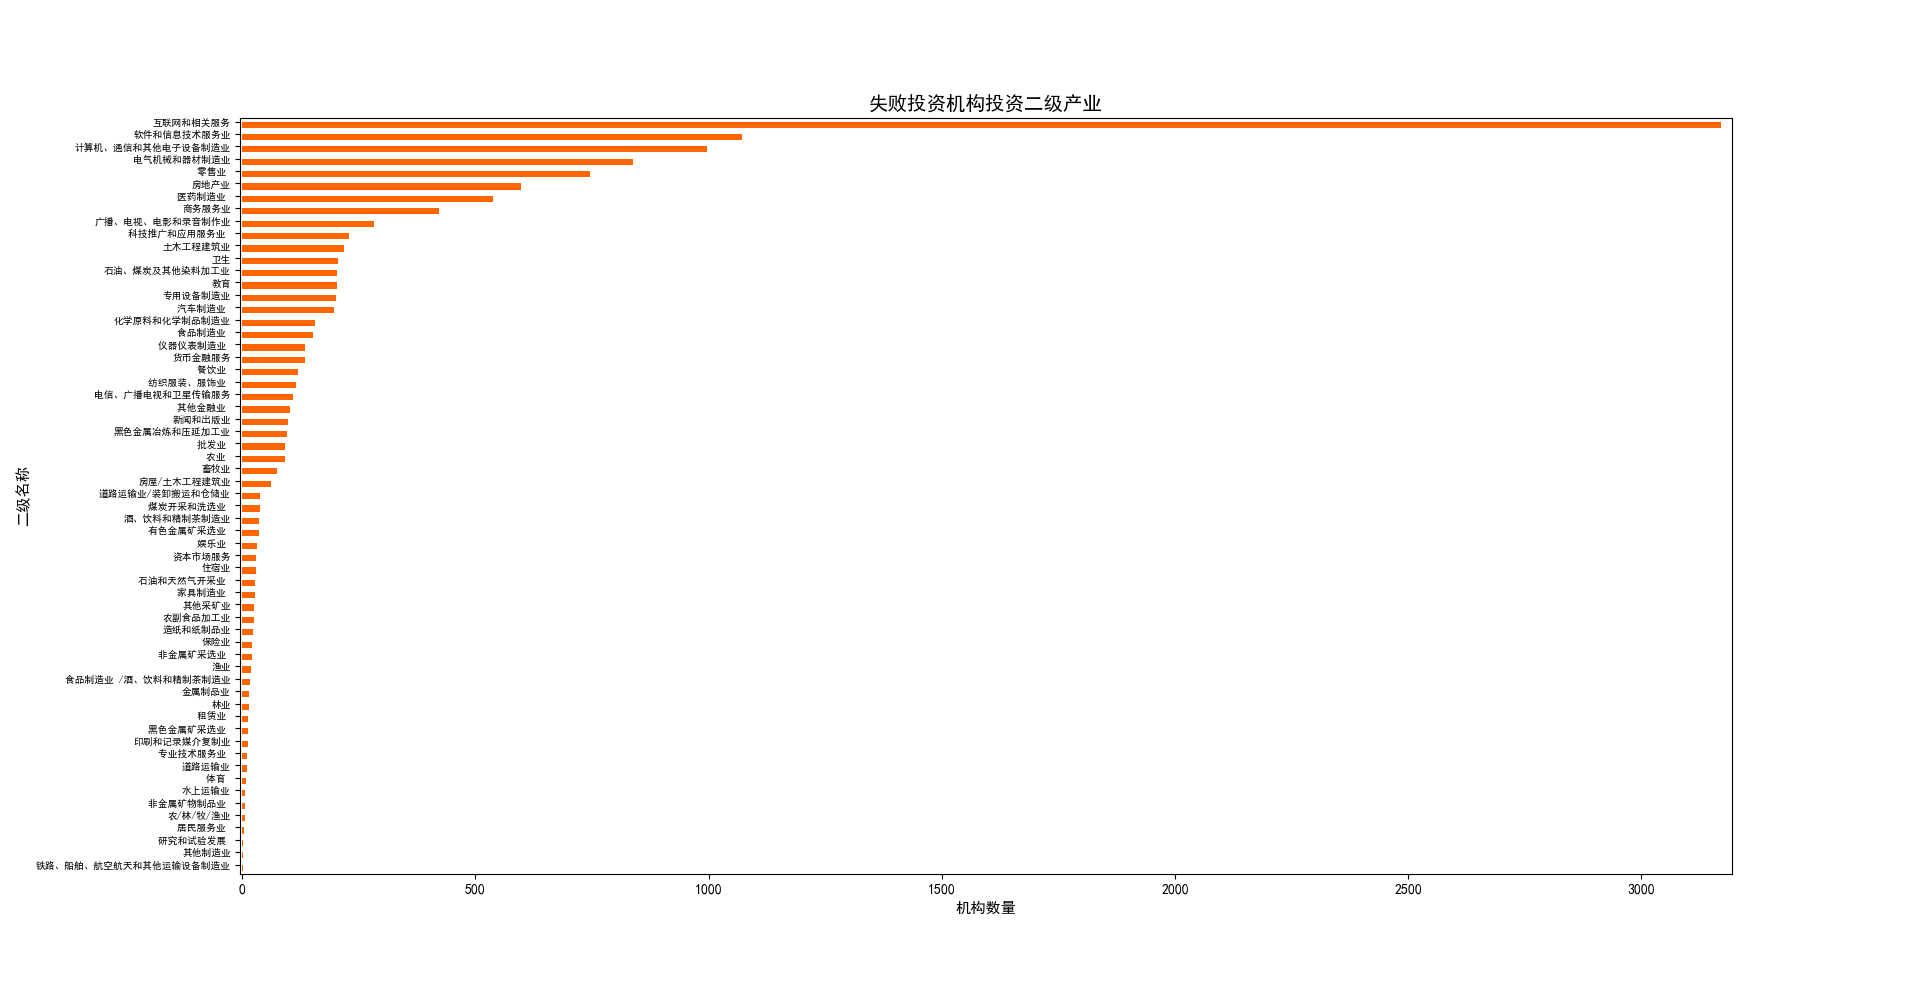 失败投资机构投资二级产业
互联网和相关服务
软件和信息技术服务业
计算机、通信和其他电子设备制造业
电气机械和器材制造业
零售业
房地产业
医药制造业
商务服务业
广播、电视、电影和录音制作业
科技推广和应用服务业
土木工程建筑业
卫生
石油、煤炭及其他染料加工业
教育
专用设备制造业
汽车制造业
化学原料和化学制品制造业
食品制造业
仪器仪表制造业
货币金融服务
餐饮业
纺织服装、服饰业
电信、广播电视和卫星传输服务
其他金融业
新闻和出版业
黑色金属冶炼和压延加工业
批发业
农业
畜牧业
房屋/土木工程建筑业
道路运输业/装卸搬运和仓储业
煤炭开采和洗选业
酒、饮料和精制茶制造业
有色金属矿采选业
娱乐业
资本市场服务
住宿业
石油和天然气开采业
家具制造业
其他采矿业
农副食品加工业
造纸和纸制品业
保险业
非金属矿采选业
渔业
食品制造业 /酒、饮料和精制茶制造业
金属制品业
林业
租赁业
黑色金属矿采选业
印刷和记录媒介复制业
专业技术服务业
道路运输业
体育
水上运输业
非金属矿物制品业
农/林/牧/渔业
居民服务业
研究和试验发展
其他制造业
铁路、船舶、航空航天和其他运输设备制造业
二级名称
0 500 1000 1500 2000 2500 3000
机构数量